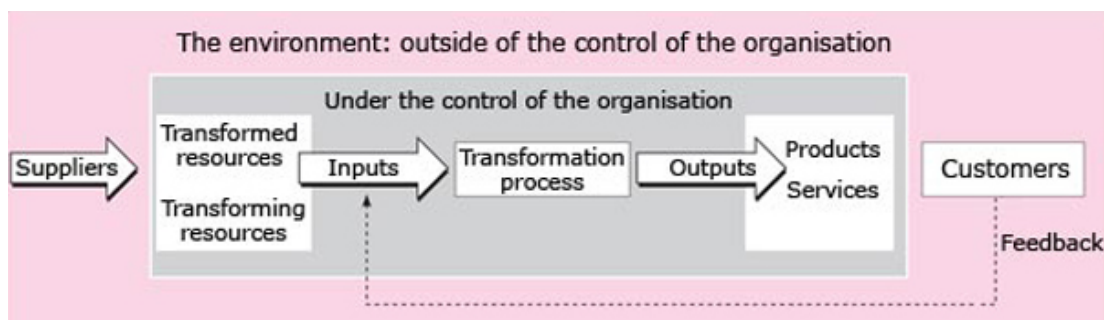 The environment: outside of the control of the organisation
Under the control of the organisation
Suppliers
Transformed
resources
Transforming
resources
Inputs
Transformation
process
Outputs
Products
Services
Customers
Feedback